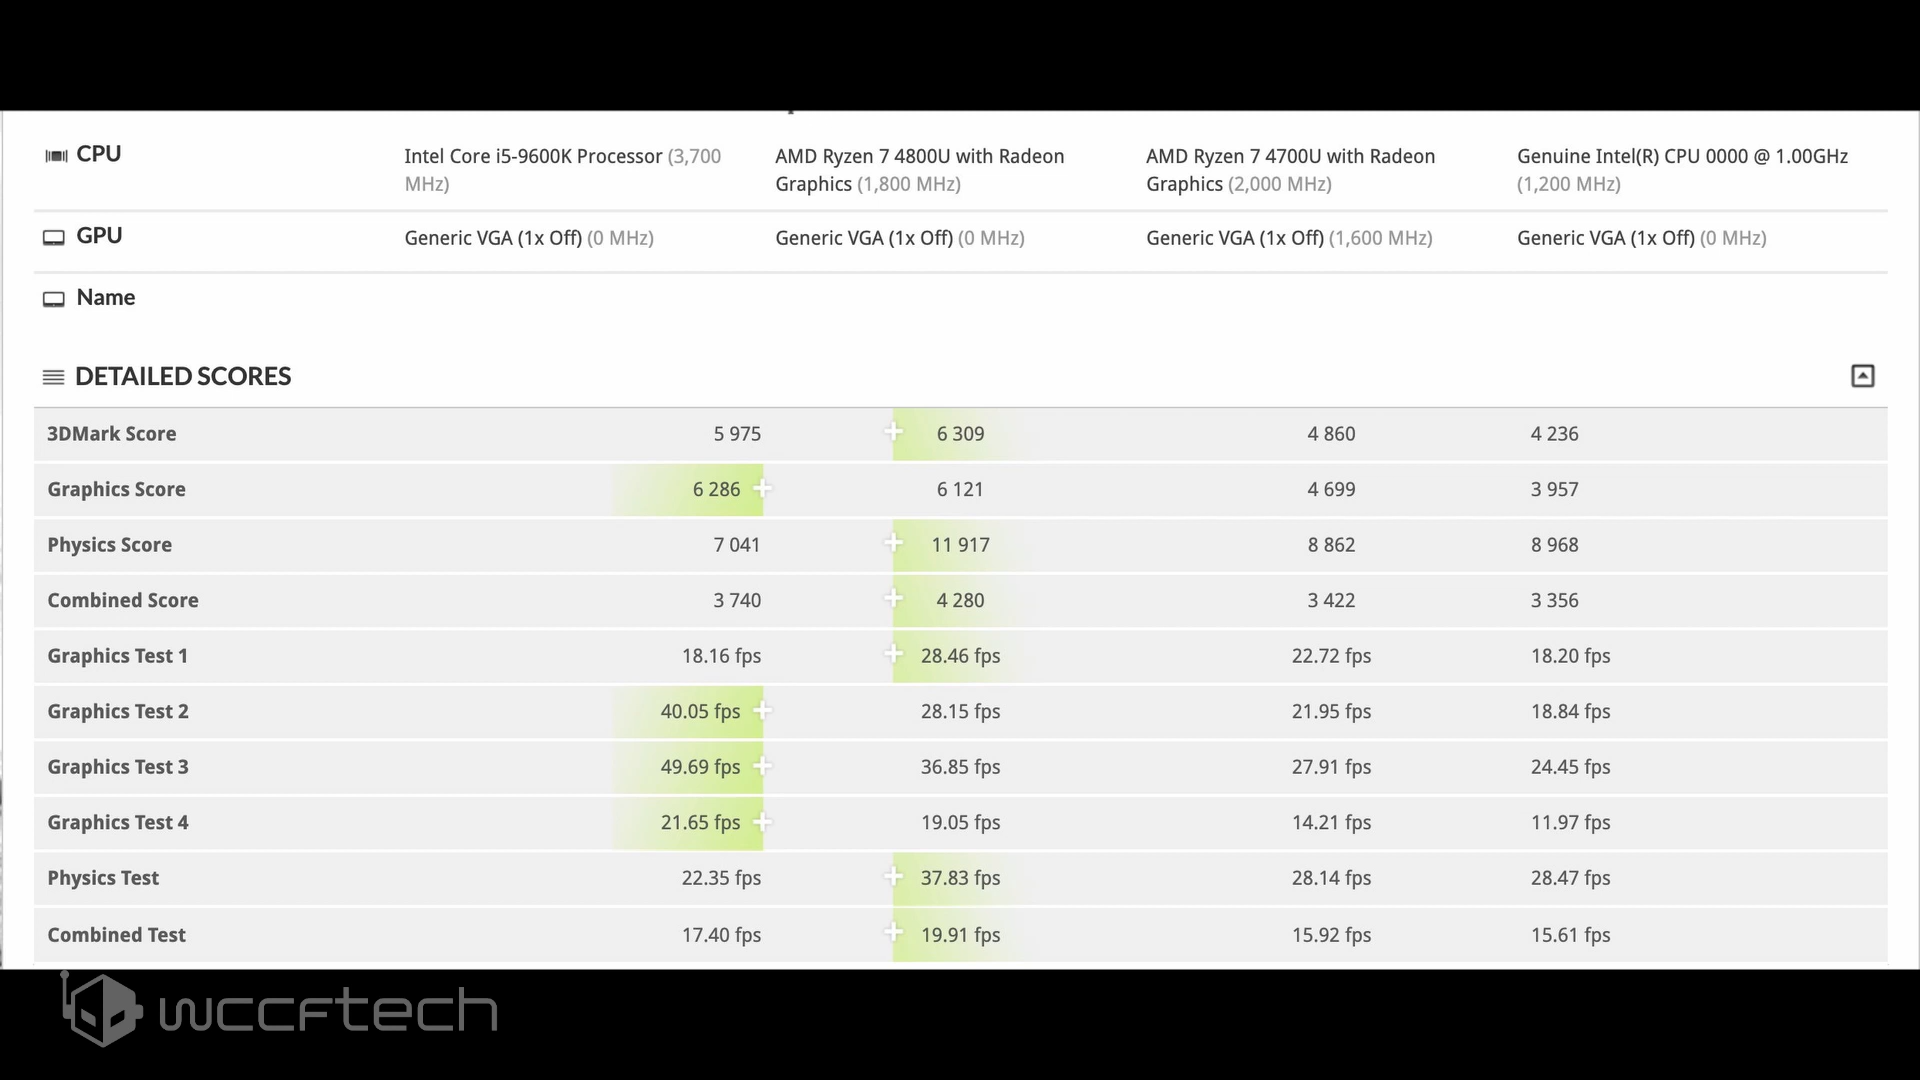 CPU
Intel Core i5-9600K Processor (3,700 MHz)
AMD Ryzen 7 4800U with Radeon Graphics (1,800 MHz)
AMD Ryzen 7 4700U with Radeon Graphics (2,000 MHz)
Genuine Intel(R) CPU 0000 @ 1.00GHz (1,200 MHz)
GPU
Generic VGA (1x Off) (0 MHz)
Generic VGA (1x Off) (0 MHz)
Generic VGA (1x Off) (1,600 MHz)
Generic VGA (1x Off) (0 MHz)
Name
DETAILED SCORES
3DMark Score 5 975 6 309 4 860 4 236
Graphics Score 6 286 6 121 4 699 3 957
Physics Score 7 041 11 917 8 862 8 968
Combined Score 3 740 4 280 3 422 3 356
Graphics Test 1 18.16 fps 28.46 fps 22.72 fps 18.20 fps
Graphics Test 2 40.05 fps 28.15 fps 21.95 fps 18.84 fps
Graphics Test 3 49.69 fps 36.85 fps 27.91 fps 24.45 fps
Graphics Test 4 21.65 fps 19.05 fps 14.21 fps 11.97 fps
Physics Test 22.35 fps 37.83 fps 28.14 fps 28.47 fps
Combined Test 17.40 fps 19.91 fps 15.92 fps 15.61 fps
wccftech